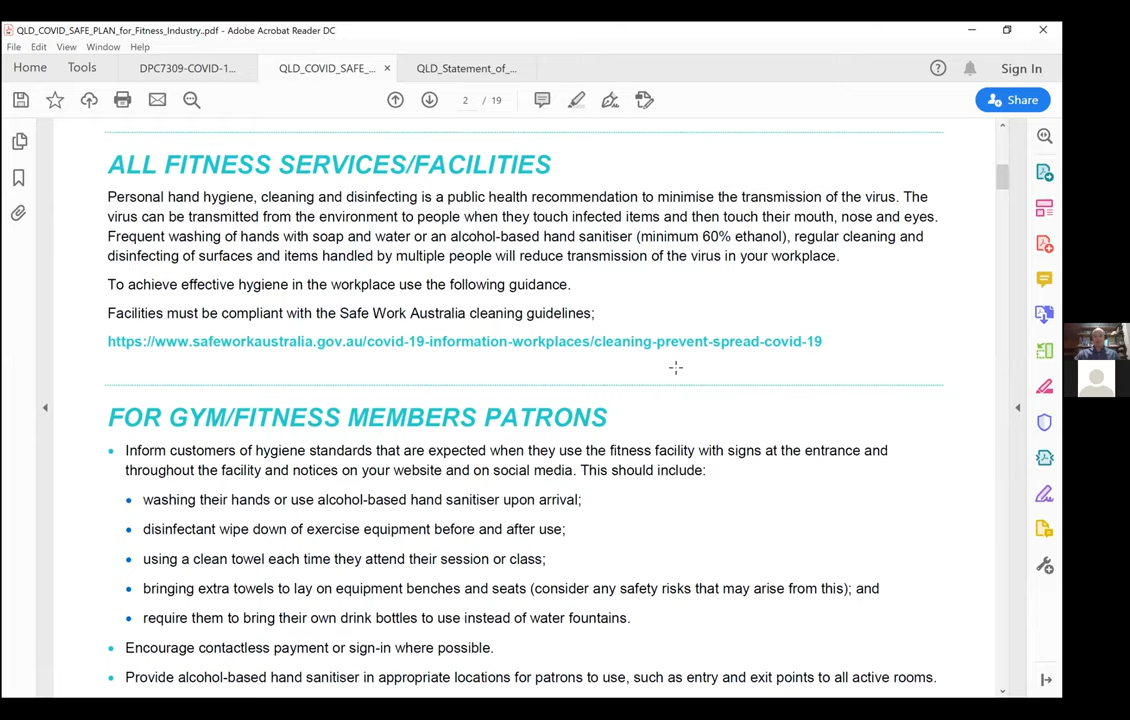 QLD_COVID_SAFE_PLAN_for_Fitness_Industry..pdf - Adobe Acrobat Reader DC
File Edit View Window Help
Home Tools DPC7309-COVID-1... QLD_COVID_SAFE_... × QLD_Statement_of_... Sign In
2 / 19 Share
ALL FITNESS SERVICES/FACILITIES
Personal hand hygiene, cleaning and disinfecting is a public health recommendation to minimise the transmission of the virus. The
virus can be transmitted from the environment to people when they touch infected items and then touch their mouth, nose and eyes.
Frequent washing of hands with soap and water or an alcohol-based hand sanitiser (minimum 60% ethanol), regular cleaning and
disinfecting of surfaces and items handled by multiple people will reduce transmission of the virus in your workplace.
To achieve effective hygiene in the workplace use the following guidance.
Facilities must be compliant with the Safe Work Australia cleaning guidelines;
https://www.safeworkaustralia.gov.au/covid-19-information-workplaces/cleaning-prevent-spread-covid-19
FOR GYM/FITNESS MEMBERS PATRONS
• Inform customers of hygiene standards that are expected when they use the fitness facility with signs at the entrance and
throughout the facility and notices on your website and on social media. This should include:
• washing their hands or use alcohol-based hand sanitiser upon arrival;
• disinfectant wipe down of exercise equipment before and after use;
• using a clean towel each time they attend their session or class;
• bringing extra towels to lay on equipment benches and seats (consider any safety risks that may arise from this); and
• require them to bring their own drink bottles to use instead of water fountains.
• Encourage contactless payment or sign-in where possible.
• Provide alcohol-based hand sanitiser in appropriate locations for patrons to use, such as entry and exit points to all active rooms.